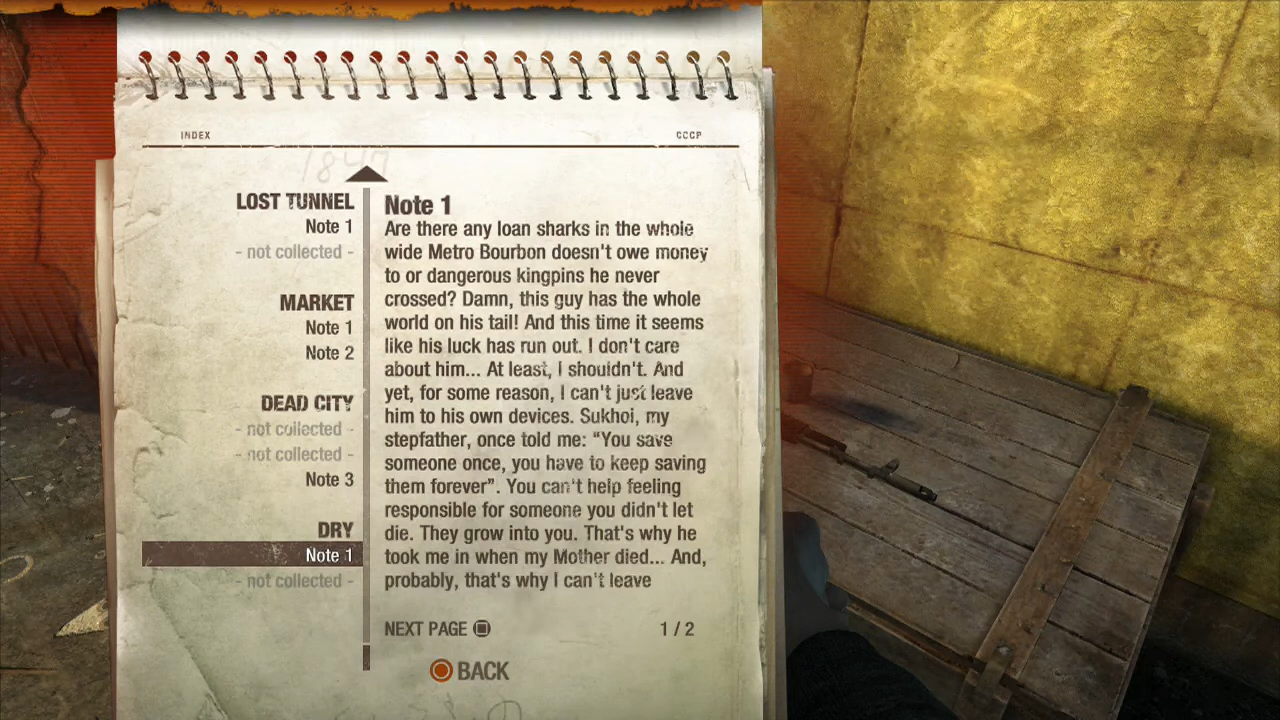 INDEX
CCCP
LOST TUNNEL
Note 1
- not collected -
MARKET
Note 1
Note 2
DEAD CITY
- not collected -
- not collected -
Note 3
DRY
Note 1
- not collected -
Note 1
Are there any loan sharks in the whole
wide Metro Bourbon doesn't owe money
to or dangerous kingpins he never
crossed? Damn, this guy has the whole
world on his tail! And this time it seems
like his luck has run out. I don't care
about him... At least, I shouldn't. And
yet, for some reason, I can't just leave
him to his own devices. Sukhoi, my
stepfather, once told me: “You save
someone once, you have to keep saving
them forever”. You can't help feeling
responsible for someone you didn't let
die. They grow into you. That's why he
took me in when my Mother died... And,
probably, that's why I can't leave
NEXT PAGE
1 / 2
BACK